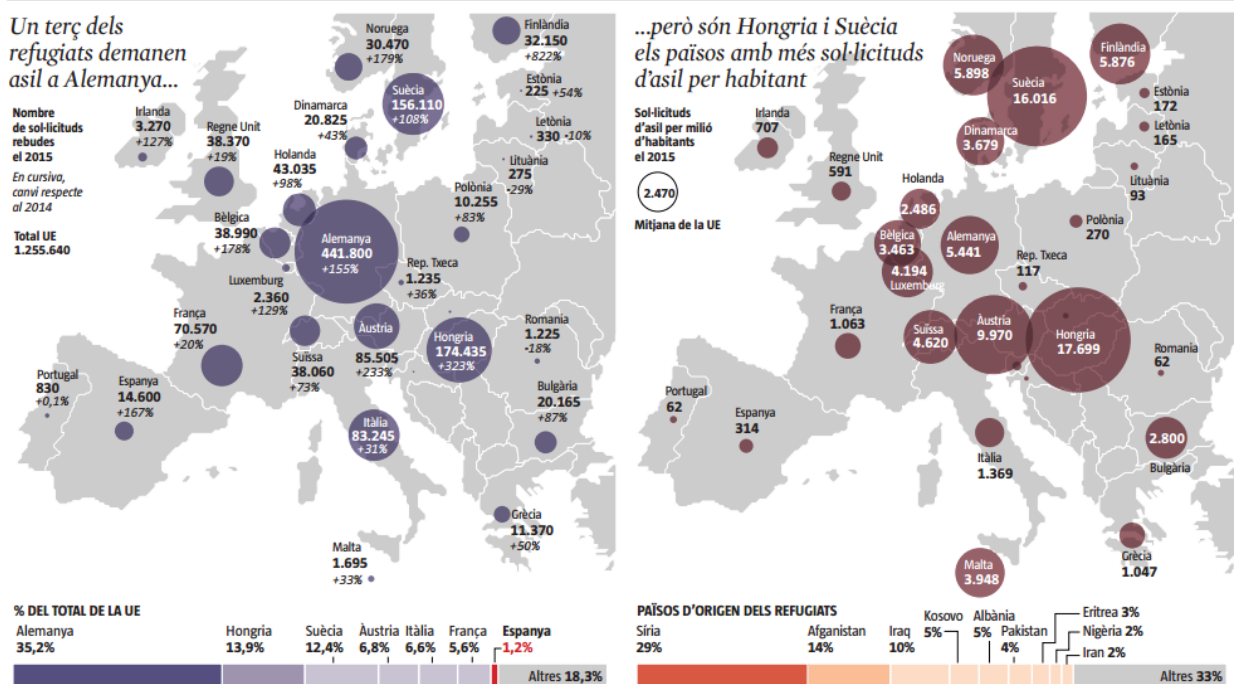 Un terç dels
refugiats demanen
asil a Alemanya...
Nombre
de sol·licituds
rebudes
el 2015
En cursiva,
canvi respecte
al 2014
Total UE
1.255.640
Irlanda
3.270
+127%
Regne Unit
38.370
+19%
Noruega
30.470
+179%
Finlàndia
32.150
+822%
Suècia
156.110
+108%
Estònia
225 +54%
Dinamarca
20.825
+43%
Letònia
330 -10%
Lituània
275
-29%
Holanda
43.035
+98%
Polònia
10.255
+83%
Bèlgica
38.990
+178%
Alemanya
441.800
+155%
Rep. Txeca
1.235
+36%
Luxemburg
2.360
+129%
França
70.570
+20%
Suïssa
38.060
+73%
Àustria
85.505
+233%
Hongria
174.435
+323%
Romania
1.225
-18%
Portugal
830
+0,1%
Espanya
14.600
+167%
Bulgària
20.165
+87%
Itàlia
83.245
+31%
Grècia
11.370
+50%
Malta
1.695
+33%
% DEL TOTAL DE LA UE
Alemanya
35,2%
Hongria
13,9%
Suècia
12,4%
Àustria
6,8%
Itàlia
6,6%
França
5,6%
Espanya
1,2%
Altres 18,3%
...però són Hongria i Suècia
els països amb més sol·licituds
d'asil per habitant
Sol·licituds
d'asil per milió
d'habitants
el 2015
2.470
Mitjana de la UE
Irlanda
707
Regne Unit
591
Noruega
5.898
Suècia
16.016
Finlàndia
5.876
Estònia
172
Letònia
165
Dinamarca
3.679
Lituània
93
Holanda
2.486
Polònia
270
Bèlgica
3.463
Alemanya
5.441
4.194
Luxemburg
Rep. Txeca
117
França
1.063
Suïssa
4.620
Àustria
9.970
Hongria
17.699
Romania
62
Portugal
62
Espanya
314
2.800
Bulgària
Itàlia
1.369
Grècia
1.047
Malta
3.948
PAÏSOS D'ORIGEN DELS REFUGIATS
Síria
29%
Afganistan
14%
Iraq
10%
Kosovo
5%
Albània
5%
Pakistan
4%
Eritrea 3%
Nigèria 2%
Iran 2%
Altres 33%